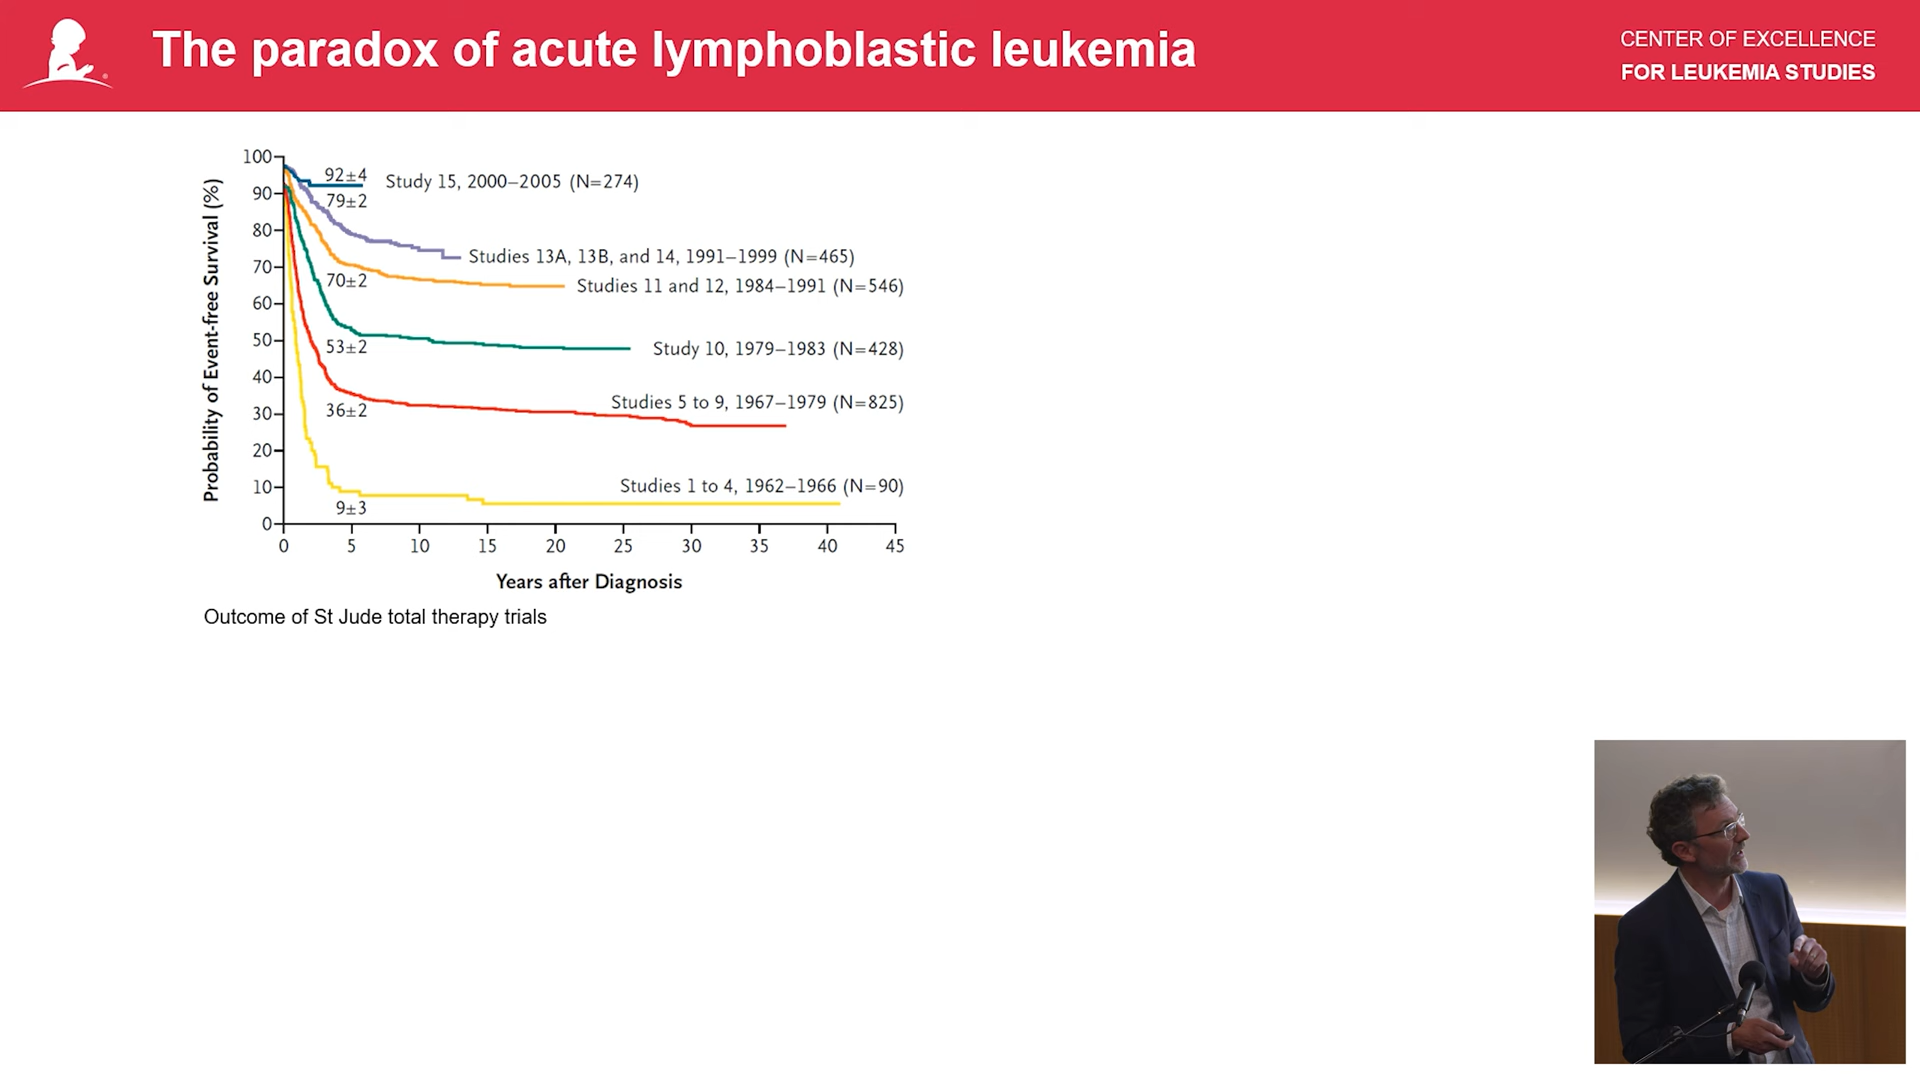 The paradox of acute lymphoblastic leukemia
CENTER OF EXCELLENCE
FOR LEUKEMIA STUDIES
Probability of Event-free Survival (%)
100
90
80
70
60
50
40
30
20
10
0
92±4
Study 15, 2000–2005 (N=274)
79±2
Studies 13A, 13B, and 14, 1991–1999 (N=465)
70±2
Studies 11 and 12, 1984–1991 (N=546)
53±2
Study 10, 1979–1983 (N=428)
36±2
Studies 5 to 9, 1967–1979 (N=825)
Studies 1 to 4, 1962–1966 (N=90)
9±3
0 5 10 15 20 25 30 35 40 45
Years after Diagnosis
Outcome of St Jude total therapy trials